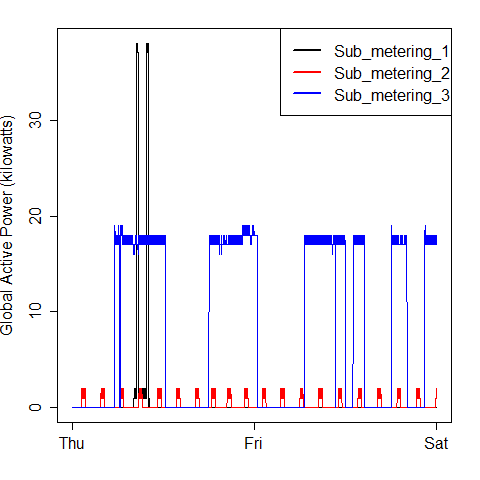 Sub_metering_1
Sub_metering_2
Sub_metering_3
Global Active Power (kilowatts)
30
20
10
0
Thu Fri Sat